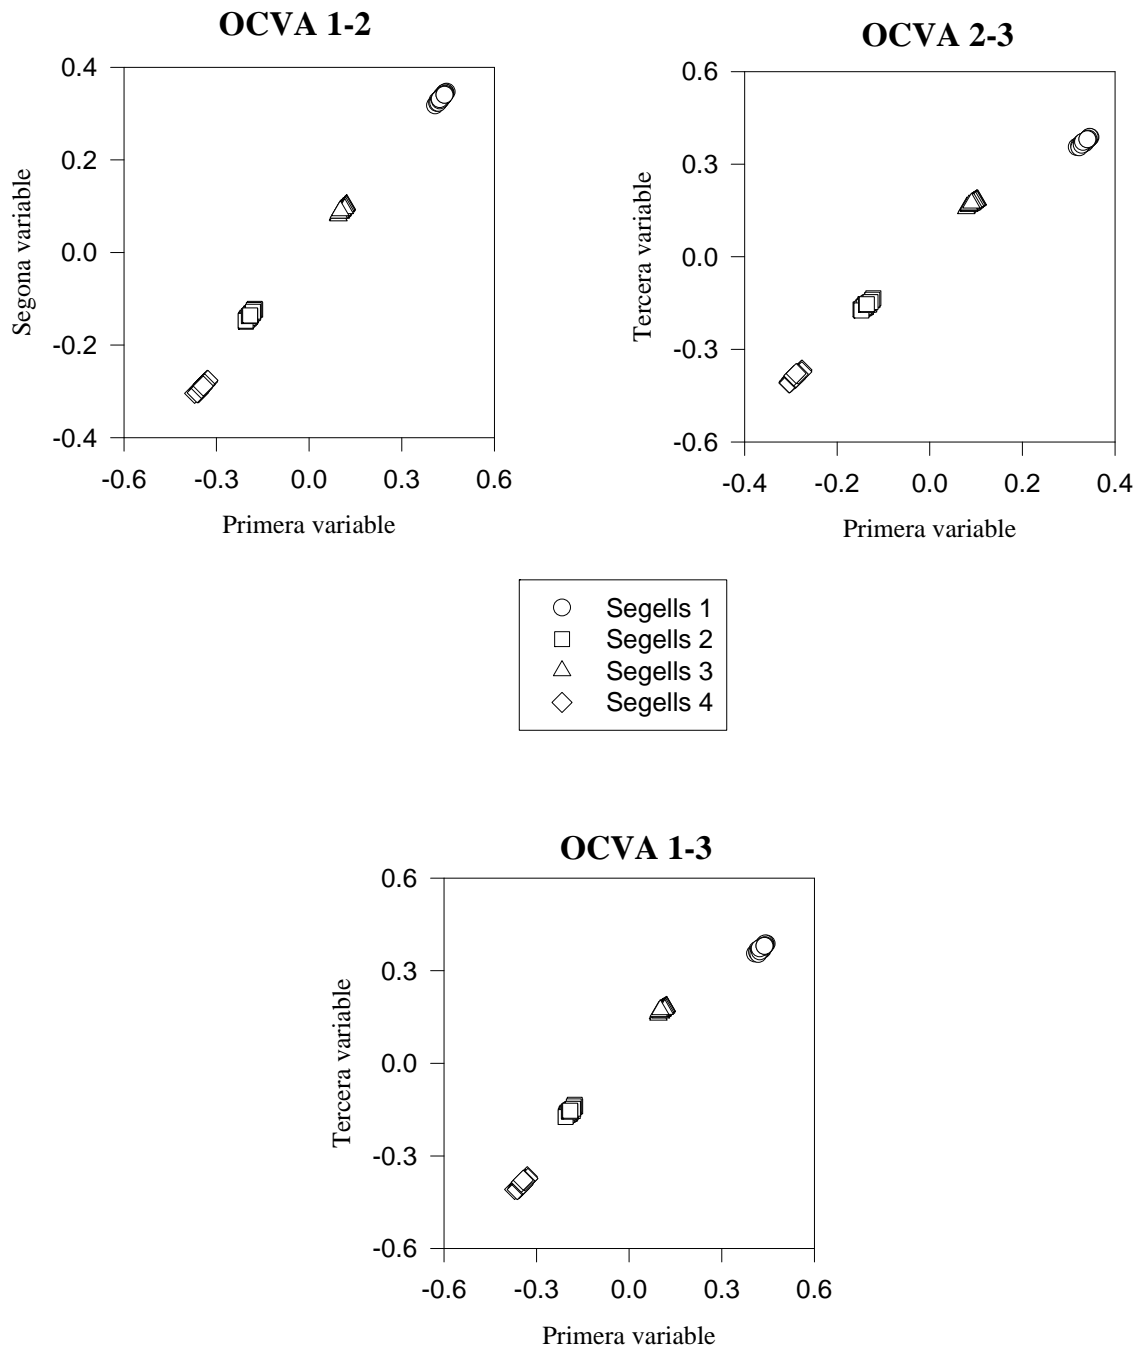 OCVA 1-2
0.4
0.2
0.0
-0.2
-0.4
Segona variable
-0.6 -0.3 0.0 0.3 0.6
Primera variable
OCVA 2-3
0.6
0.3
0.0
-0.3
-0.6
Tercera variable
-0.4 -0.2 0.0 0.2 0.4
Primera variable
Segells 1
Segells 2
Segells 3
Segells 4
OCVA 1-3
0.6
0.3
0.0
-0.3
-0.6
Tercera variable
-0.6 -0.3 0.0 0.3 0.6
Primera variable